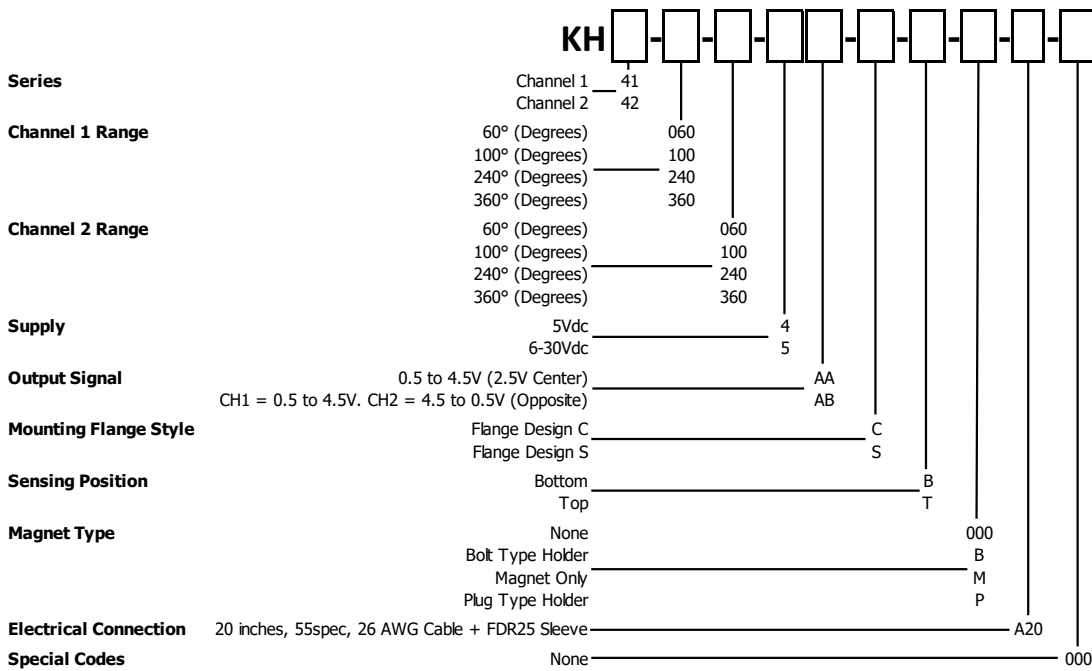 KH - - - - - - - -
Series
Channel 1 41
Channel 2 42
Channel 1 Range
60° (Degrees) 060
100° (Degrees) 100
240° (Degrees) 240
360° (Degrees) 360
Channel 2 Range
60° (Degrees) 060
100° (Degrees) 100
240° (Degrees) 240
360° (Degrees) 360
Supply
5Vdc 4
6-30Vdc 5
Output Signal
0.5 to 4.5V (2.5V Center) AA
CH1 = 0.5 to 4.5V. CH2 = 4.5 to 0.5V (Opposite) AB
Mounting Flange Style
Flange Design C C
Flange Design S S
Sensing Position
Bottom B
Top T
Magnet Type
None 000
Bolt Type Holder B
Magnet Only M
Plug Type Holder P
Electrical Connection 20 inches, 55spec, 26 AWG Cable + FDR25 Sleeve A20
Special Codes None 000